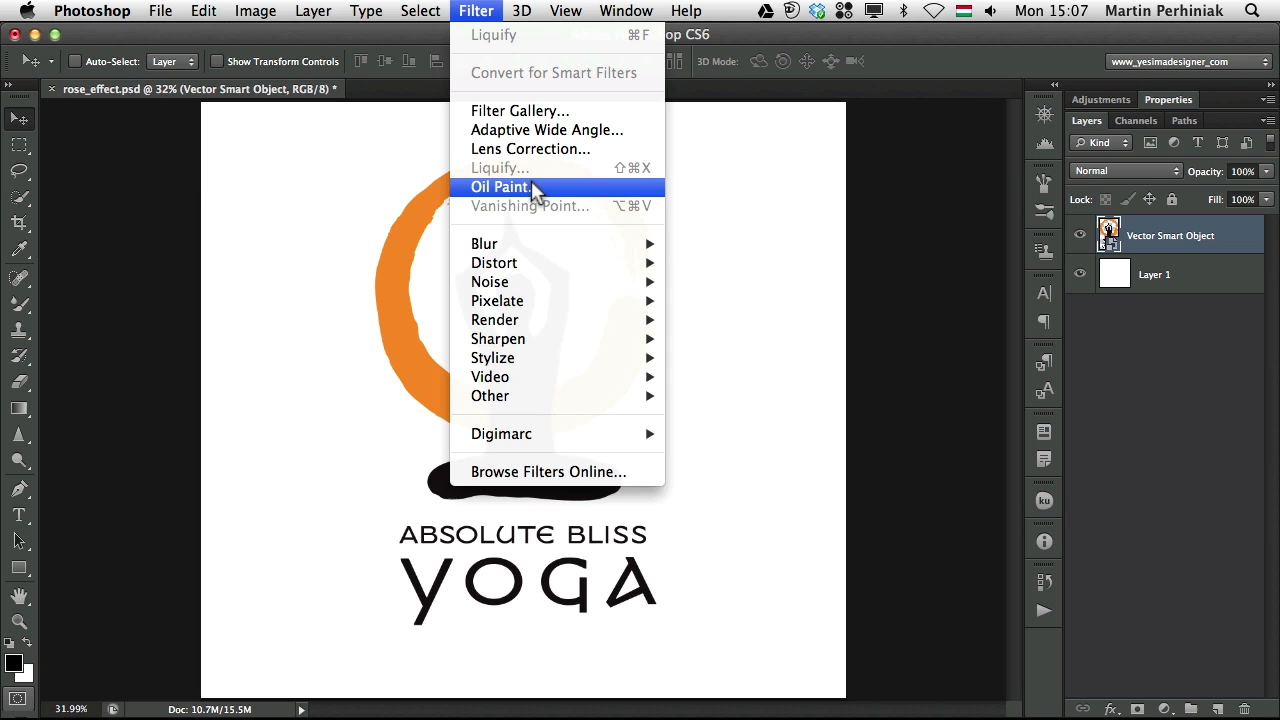 Photoshop File Edit Image Layer Type Select Filter 3D View Window Help Mon 15:07
op CS6
Auto-Select: Layer Show Transform Controls 3D Mode: www_yesimadesigner_com
× rose_effect.psd @ 32% (Vector Smart Object, RGB/8) *
Liquify ⌘F
Convert for Smart Filters
Filter Gallery...
Adaptive Wide Angle...
Lens Correction...
Liquify... ⇧⌘X
Oil Paint.
Vanishing Point... ⌥⌘V
Blur
Distort
Noise
Pixelate
Render
Sharpen
Stylize
Video
Other
Digimarc
Browse Filters Online...
ABSOLUTE BLISS
YOGA
Adjustments Properties
Layers Channels Paths
Kind
Normal Opacity: 100%
Lock: Fill: 100%
Vector Smart Object
Layer 1
ku
31.99% Doc: 10.7M/15.5M